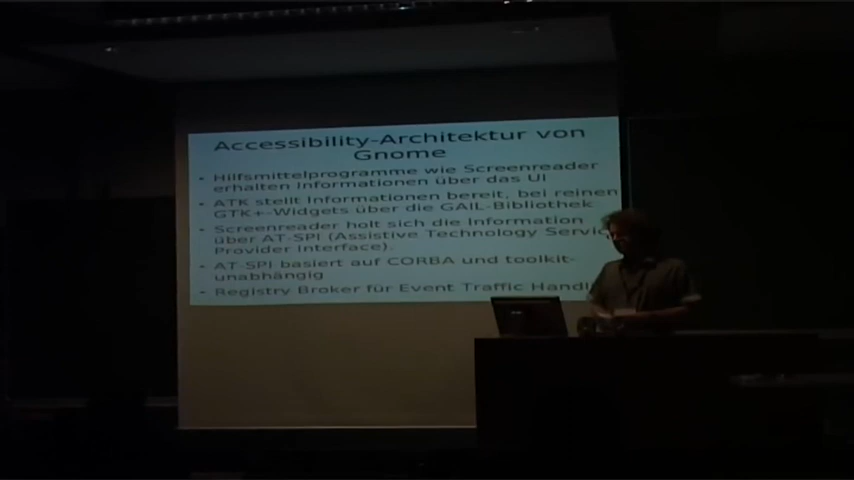 Accessibility-Architektur von
Gnome
• Hilfsmittelprogramme wie Screenreader
erhalten Informationen über das UI
• ATK stellt Informationen bereit, bei reinen
GTK+-Widgets über die GAIL-Bibliothek
• Screenreader holt sich die Information
über AT-SPI (Assistive Technology Servic
Provider Interface).
• AT-SPI basiert auf CORBA und toolkit-
unabhängig
• Registry Broker für Event Traffic Handl